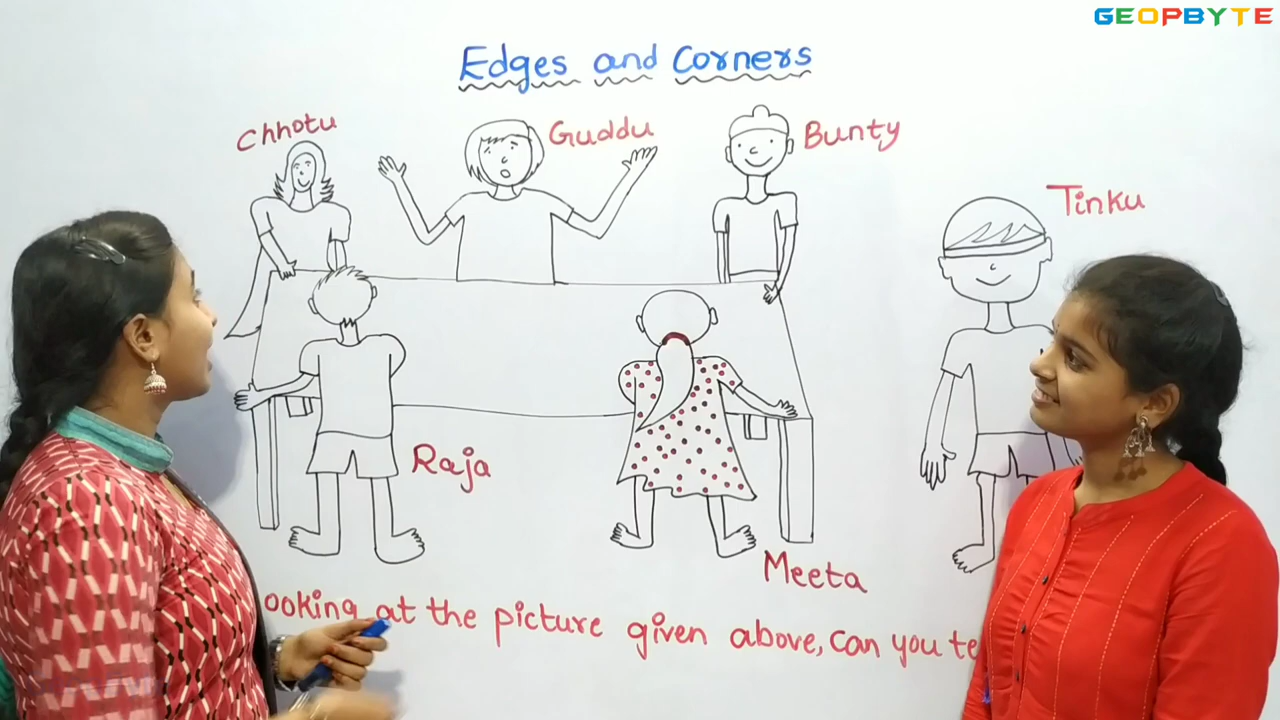 GEOPBYTE
Edges and Corners
Chhotu
Guddu
Bunty
Tinku
Raja
Meeta
ooking at the picture given above, can you te